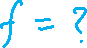 f = ?